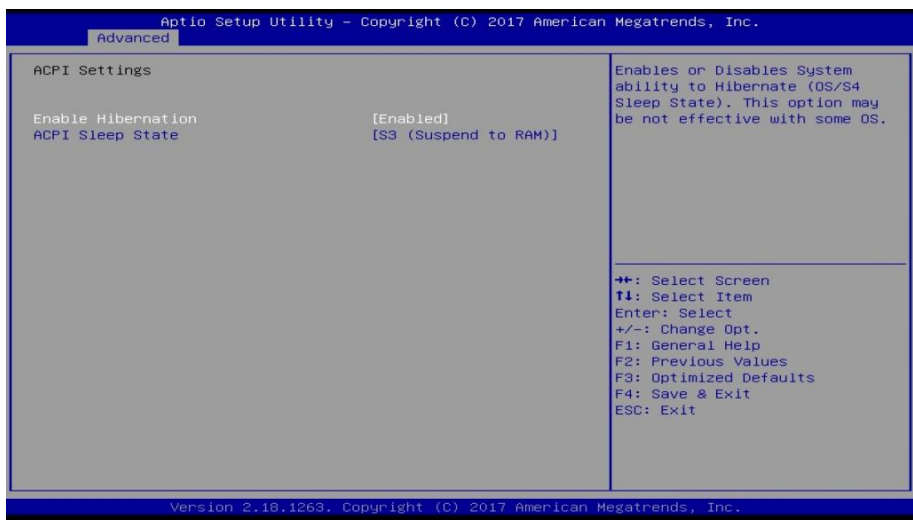 Aptio Setup Utility – Copyright (C) 2017 American Megatrends, Inc.
Advanced
ACPI Settings
Enable Hibernation [Enabled]
ACPI Sleep State [S3 (Suspend to RAM)]
Enables or Disables System
ability to Hibernate (OS/S4
Sleep State). This option may
be not effective with some OS.
→←: Select Screen
↑↓: Select Item
Enter: Select
+/-: Change Opt.
F1: General Help
F2: Previous Values
F3: Optimized Defaults
F4: Save & Exit
ESC: Exit
Version 2.18.1263. Copyright (C) 2017 American Megatrends, Inc.